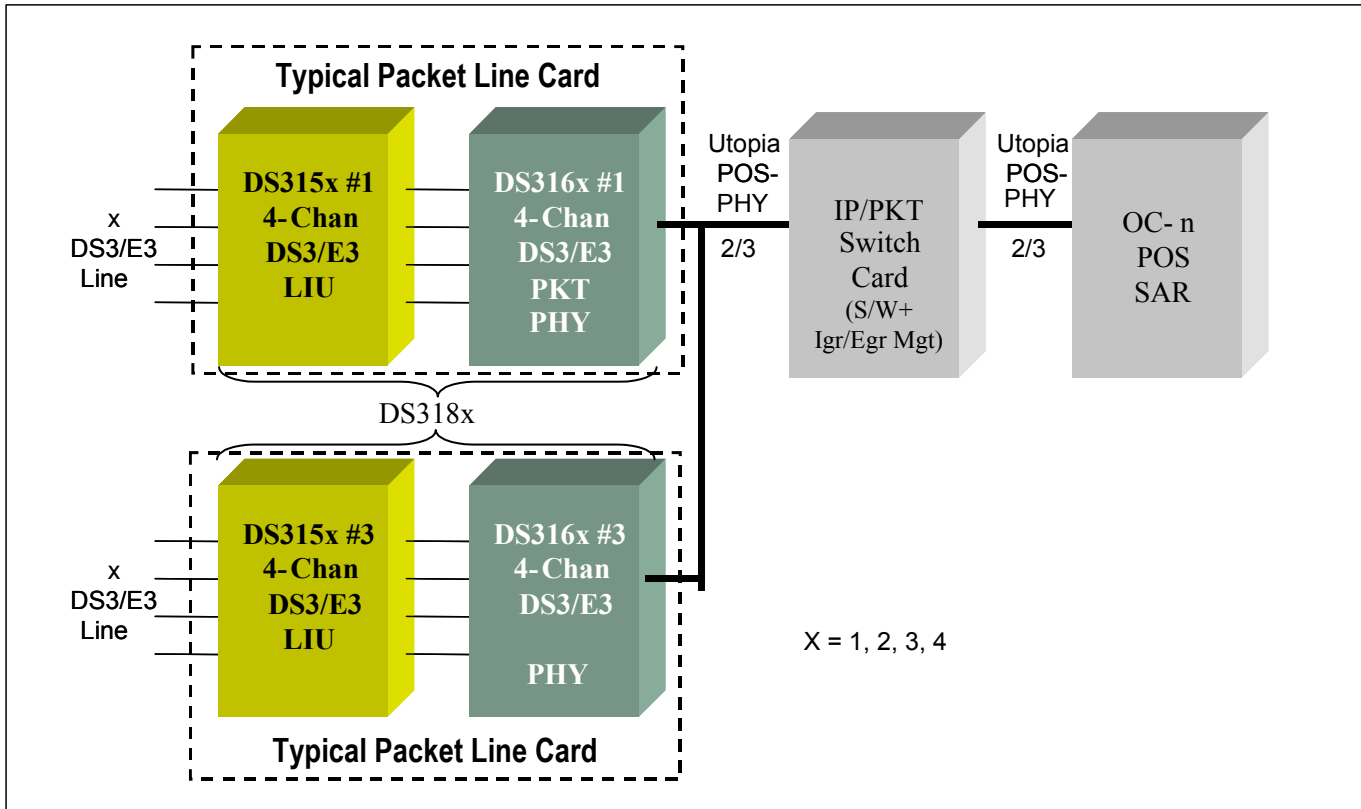 Typical Packet Line Card
x
DS3/E3
Line
DS315x #1
4-Chan
DS3/E3
LIU
DS316x #1
4-Chan
DS3/E3
PKT
PHY
Utopia
POS-
PHY
2/3
IP/PKT
Switch
Card
(S/W+
Igr/Egr Mgt)
Utopia
POS-
PHY
2/3
OC- n
POS
SAR
DS318x
x
DS3/E3
Line
DS315x #3
4-Chan
DS3/E3
LIU
DS316x #3
4-Chan
DS3/E3
PHY
X = 1, 2, 3, 4
Typical Packet Line Card